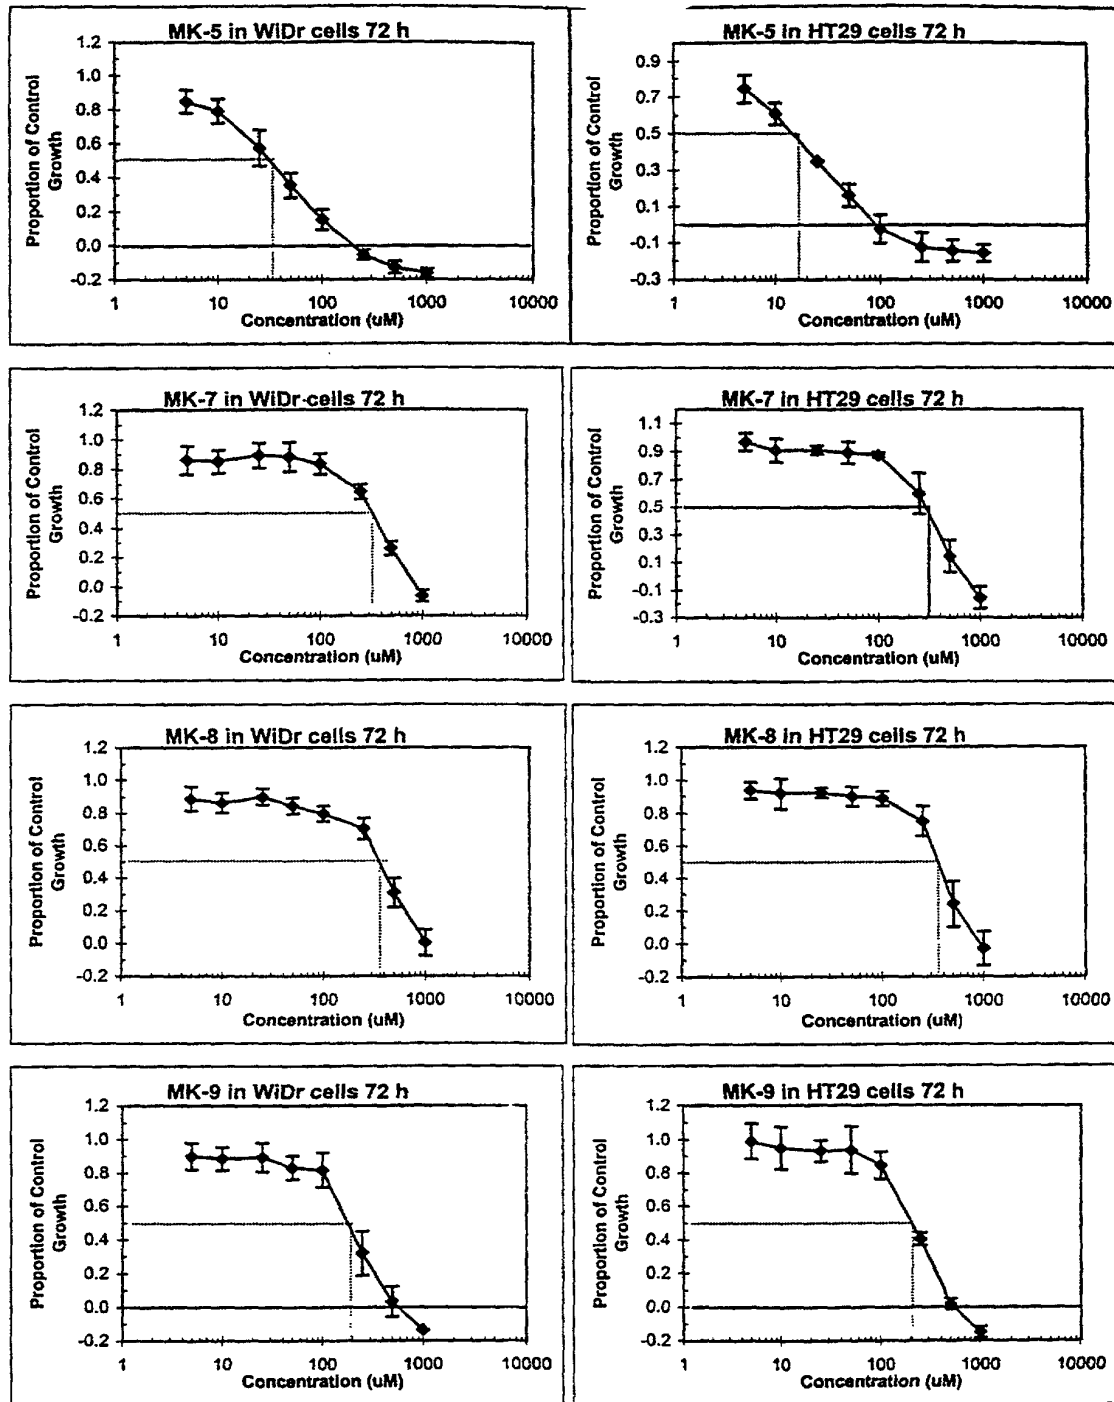 MK-5 in WiDr cells 72 h
Proportion of Control
Growth
1.2
1.0
0.8
0.6
0.4
0.2
0.0
-0.2
1 10 100 1000 10000
Concentration (uM)
MK-5 in HT29 cells 72 h
Proportion of Control
Growth
0.9
0.7
0.5
0.3
0.1
-0.1
-0.3
1 10 100 1000 10000
Concentration (uM)
MK-7 in WiDr cells 72 h
Proportion of Control
Growth
1.2
1.0
0.8
0.6
0.4
0.2
0.0
-0.2
1 10 100 1000 10000
Concentration (uM)
MK-7 in HT29 cells 72 h
Proportion of Control
Growth
1.1
0.9
0.7
0.5
0.3
0.1
-0.1
-0.3
1 10 100 1000 10000
Concentration (uM)
MK-8 in WiDr cells 72 h
Proportion of Control
Growth
1.2
1.0
0.8
0.6
0.4
0.2
0.0
-0.2
1 10 100 1000 10000
Concentration (uM)
MK-8 in HT29 cells 72 h
Proportion of Control
Growth
1.2
1.0
0.8
0.6
0.4
0.2
0.0
-0.2
1 10 100 1000 10000
Concentration (uM)
MK-9 in WiDr cells 72 h
Proportion of Control
Growth
1.2
1.0
0.8
0.6
0.4
0.2
0.0
-0.2
1 10 100 1000 10000
Concentration (uM)
MK-9 in HT29 cells 72 h
Proportion of Control
Growth
1.2
1.0
0.8
0.6
0.4
0.2
0.0
-0.2
1 10 100 1000 10000
Concentration (uM)